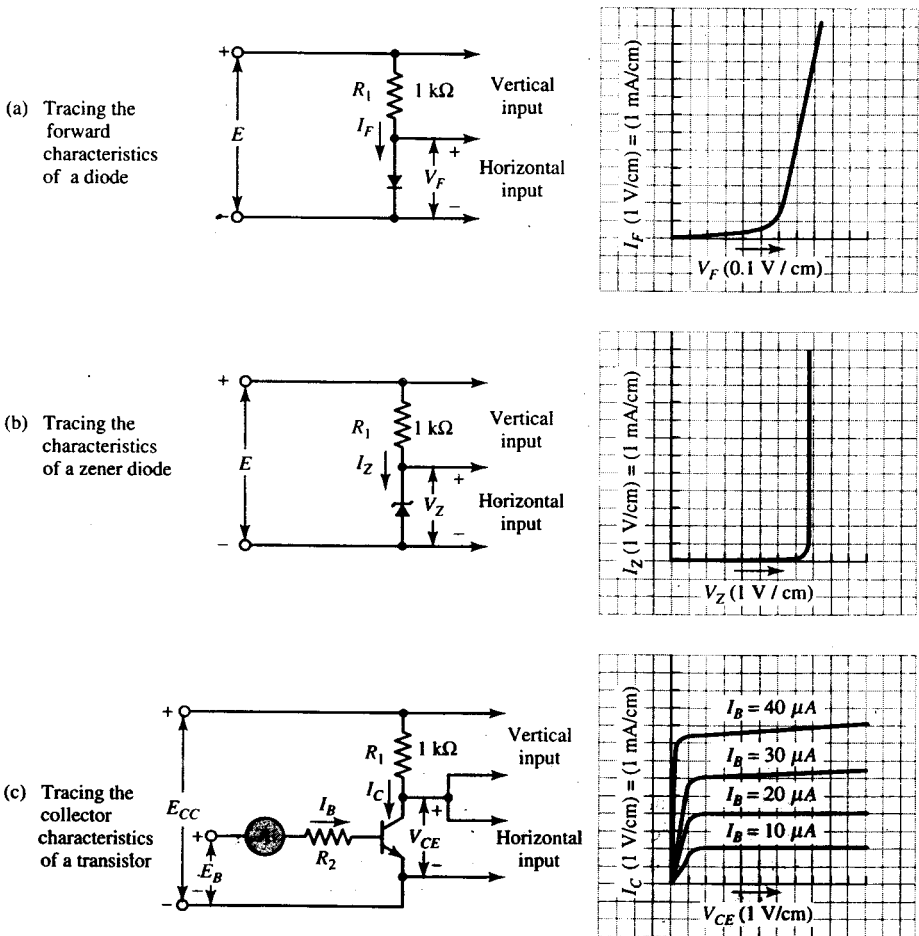 (a) Tracing the
forward
characteristics
of a diode
+
E
−
R1
1 kΩ
IF
+
VF
−
Vertical
input
Horizontal
input
IF (1 V/cm) = (1 mA/cm)
VF (0.1 V / cm)
(b) Tracing the
characteristics
of a zener diode
+
E
−
R1
1 kΩ
IZ
+
VZ
−
Vertical
input
Horizontal
input
IZ (1 V/cm) = (1 mA/cm)
VZ (1 V / cm)
(c) Tracing the
collector
characteristics
of a transistor
+
ECC
−
+
EB
−
IB
R2
R1
1 kΩ
IC
+
VCE
−
Vertical
input
Horizontal
input
IC (1 V/cm) = (1 mA/cm)
IB = 40 μA
IB = 30 μA
IB = 20 μA
IB = 10 μA
VCE (1 V/cm)